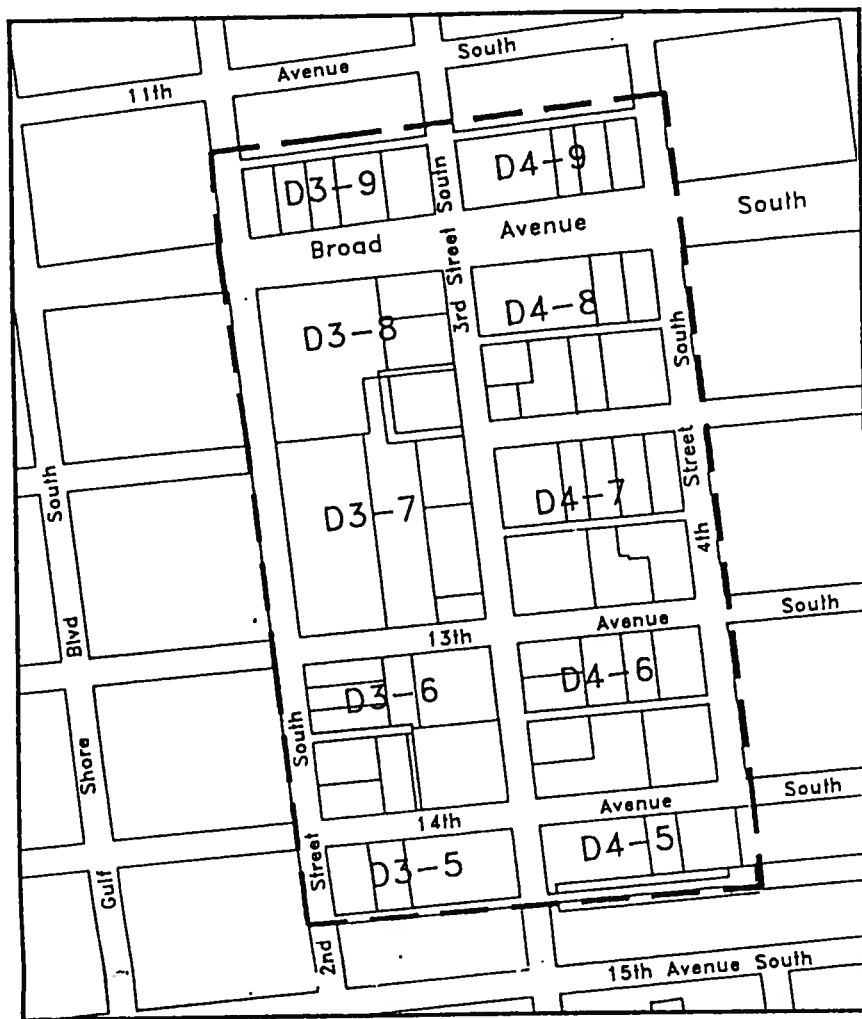 11th Avenue South
D3-9
D4-9
South
Broad Avenue South
3rd Street South
D3-8
D4-8
South
D3-7
D4-7
Street
4th
South
Blvd
Shore
Gulf
13th Avenue South
D3-6
D4-6
South
Street
2nd
14th Avenue South
D3-5
D4-5
15th Avenue South